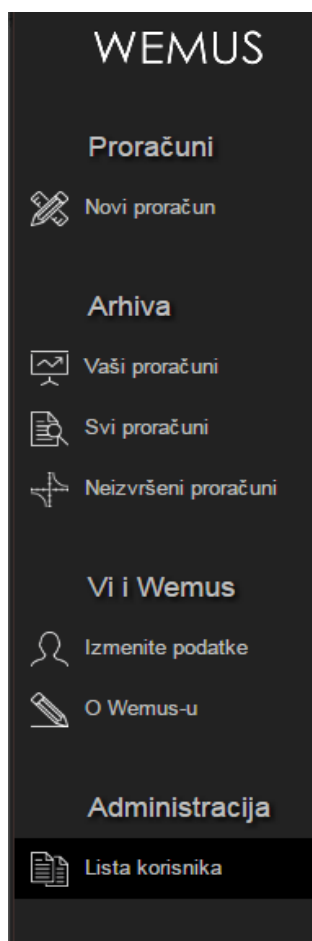 WEMUS
Proračuni
Novi proračun
Arhiva
Vaši proračuni
Svi proračuni
Neizvršeni proračuni
Vi i Wemus
Izmenite podatke
O Wemus-u
Administracija
Lista korisnika